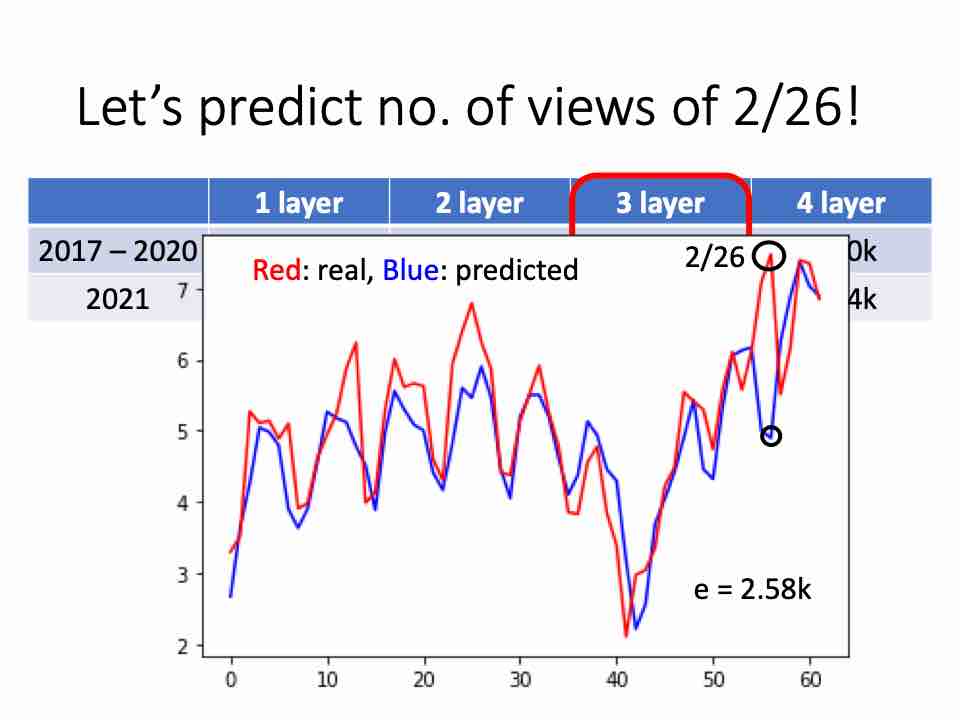 Let's predict no. of views of 2/26!
1 layer 2 layer 3 layer 4 layer
2017 – 2020 0k
2021 4k
Red: real, Blue: predicted
2/26
7
6
5
4
3
2
e = 2.58k
0 10 20 30 40 50 60